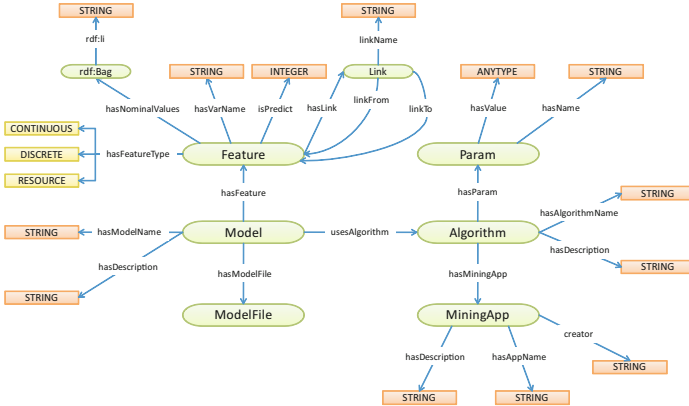 STRING
STRING
rdf:li
linkName
rdf:Bag
STRING
INTEGER
Link
ANYTYPE
STRING
hasNominalValues
hasVarName
isPredict
hasLink
linkFrom
linkTo
hasValue
hasName
CONTINUOUS
DISCRETE
RESOURCE
hasFeatureType
Feature
Param
hasFeature
hasParam
STRING
hasAlgorithmName
STRING
hasModelName
Model
usesAlgorithm
Algorithm
hasDescription
hasDescription
STRING
hasModelFile
hasMiningApp
STRING
ModelFile
MiningApp
creator
hasDescription
hasAppName
STRING
STRING
STRING